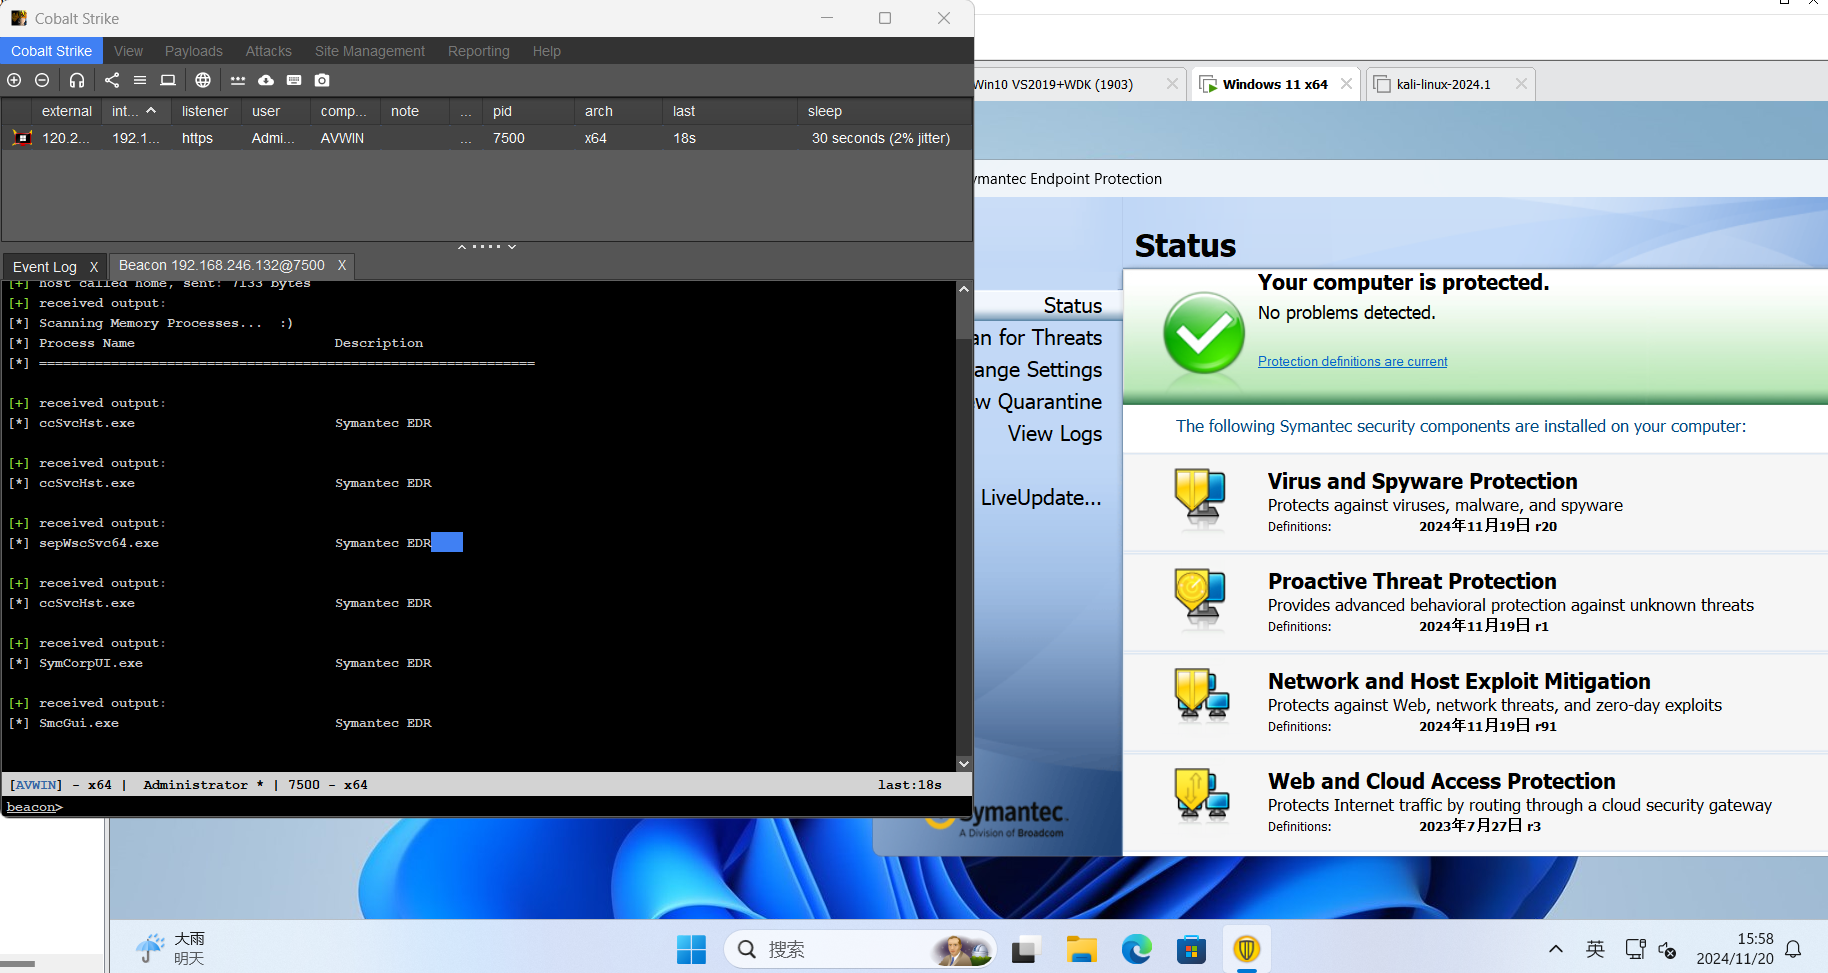 Cobalt Strike
Cobalt Strike View Payloads Attacks Site Management Reporting Help
external int... listener user comp... note ... pid arch last sleep
120.2... 192.1... https Admi... AVWIN ... 7500 x64 18s 30 seconds (2% jitter)
Event Log X Beacon 192.168.246.132@7500 X
[+] host called home, sent: 7133 bytes
[+] received output:
[*] Scanning Memory Processes... :)
[*] Process Name Description
[*] ==============================================================
[+] received output:
[*] ccSvcHst.exe Symantec EDR
[+] received output:
[*] ccSvcHst.exe Symantec EDR
[+] received output:
[*] sepWscSvc64.exe Symantec EDR
[+] received output:
[*] ccSvcHst.exe Symantec EDR
[+] received output:
[*] SymCorpUI.exe Symantec EDR
[+] received output:
[*] SmcGui.exe Symantec EDR
[AVWIN] - x64 | Administrator * | 7500 - x64 last:18s
beacon>
Win10 VS2019+WDK (1903) Windows 11 x64 kali-linux-2024.1
ymantec Endpoint Protection
Status
an for Threats
ange Settings
w Quarantine
View Logs
LiveUpdate...
Symantec.
A Division of Broadcom
Status
Your computer is protected.
No problems detected.
Protection definitions are current
The following Symantec security components are installed on your computer:
Virus and Spyware Protection
Protects against viruses, malware, and spyware
Definitions: 2024年11月19日 r20
Proactive Threat Protection
Provides advanced behavioral protection against unknown threats
Definitions: 2024年11月19日 r1
Network and Host Exploit Mitigation
Protects against Web, network threats, and zero-day exploits
Definitions: 2024年11月19日 r91
Web and Cloud Access Protection
Protects Internet traffic by routing through a cloud security gateway
Definitions: 2023年7月27日 r3
大雨
明天
搜索
英
15:58
2024/11/20